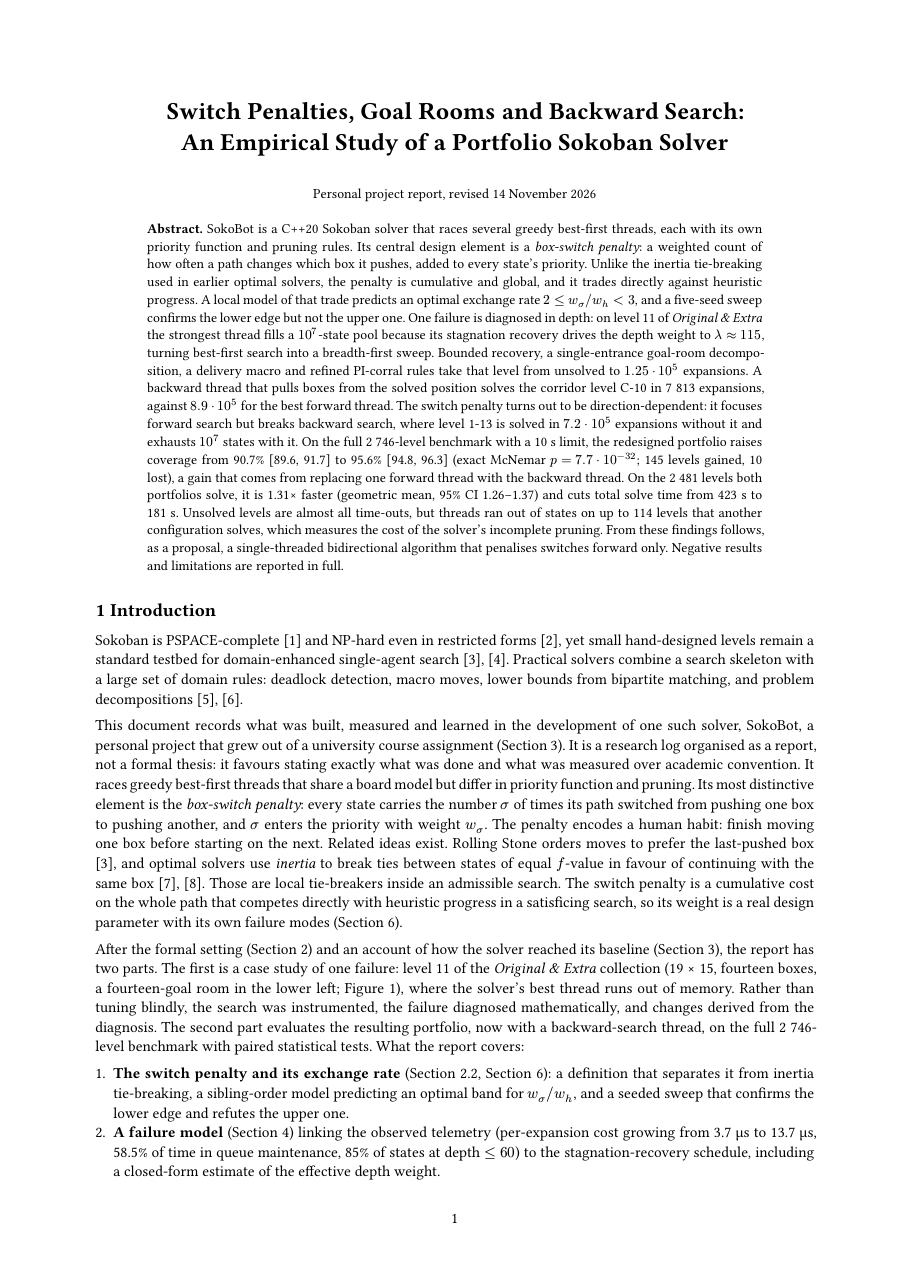 Switch Penalties, Goal Rooms and Backward Search:
An Empirical Study of a Portfolio Sokoban Solver
Personal project report, revised 14 November 2026
Abstract. SokoBot is a C++20 Sokoban solver that races several greedy best-first threads, each with its own
priority function and pruning rules. Its central design element is a box-switch penalty: a weighted count of
how often a path changes which box it pushes, added to every state's priority. Unlike the inertia tie-breaking
used in earlier optimal solvers, the penalty is cumulative and global, and it trades directly against heuristic
progress. A local model of that trade predicts an optimal exchange rate 2 ≤ wσ/wh < 3, and a five-seed sweep
confirms the lower edge but not the upper one. One failure is diagnosed in depth: on level 11 of Original & Extra
the strongest thread fills a 10⁷-state pool because its stagnation recovery drives the depth weight to λ ≈ 115,
turning best-first search into a breadth-first sweep. Bounded recovery, a single-entrance goal-room decompo-
sition, a delivery macro and refined PI-corral rules take that level from unsolved to 1.25 · 10⁵ expansions. A
backward thread that pulls boxes from the solved position solves the corridor level C-10 in 7 813 expansions,
against 8.9 · 10⁵ for the best forward thread. The switch penalty turns out to be direction-dependent: it focuses
forward search but breaks backward search, where level 1-13 is solved in 7.2 · 10⁵ expansions without it and
exhausts 10⁷ states with it. On the full 2 746-level benchmark with a 10 s limit, the redesigned portfolio raises
coverage from 90.7% [89.6, 91.7] to 95.6% [94.8, 96.3] (exact McNemar p = 7.7 · 10⁻³²; 145 levels gained, 10
lost), a gain that comes from replacing one forward thread with the backward thread. On the 2 481 levels both
portfolios solve, it is 1.31× faster (geometric mean, 95% CI 1.26–1.37) and cuts total solve time from 423 s to
181 s. Unsolved levels are almost all time-outs, but threads ran out of states on up to 114 levels that another
configuration solves, which measures the cost of the solver's incomplete pruning. From these findings follows,
as a proposal, a single-threaded bidirectional algorithm that penalises switches forward only. Negative results
and limitations are reported in full.
1 Introduction
Sokoban is PSPACE-complete [1] and NP-hard even in restricted forms [2], yet small hand-designed levels remain a
standard testbed for domain-enhanced single-agent search [3], [4]. Practical solvers combine a search skeleton with
a large set of domain rules: deadlock detection, macro moves, lower bounds from bipartite matching, and problem
decompositions [5], [6].
This document records what was built, measured and learned in the development of one such solver, SokoBot, a
personal project that grew out of a university course assignment (Section 3). It is a research log organised as a report,
not a formal thesis: it favours stating exactly what was done and what was measured over academic convention. It
races greedy best-first threads that share a board model but differ in priority function and pruning. Its most distinctive
element is the box-switch penalty: every state carries the number σ of times its path switched from pushing one box
to pushing another, and σ enters the priority with weight wσ. The penalty encodes a human habit: finish moving
one box before starting on the next. Related ideas exist. Rolling Stone orders moves to prefer the last-pushed box
[3], and optimal solvers use inertia to break ties between states of equal f-value in favour of continuing with the
same box [7], [8]. Those are local tie-breakers inside an admissible search. The switch penalty is a cumulative cost
on the whole path that competes directly with heuristic progress in a satisficing search, so its weight is a real design
parameter with its own failure modes (Section 6).
After the formal setting (Section 2) and an account of how the solver reached its baseline (Section 3), the report has
two parts. The first is a case study of one failure: level 11 of the Original & Extra collection (19 × 15, fourteen boxes,
a fourteen-goal room in the lower left; Figure 1), where the solver's best thread runs out of memory. Rather than
tuning blindly, the search was instrumented, the failure diagnosed mathematically, and changes derived from the
diagnosis. The second part evaluates the resulting portfolio, now with a backward-search thread, on the full 2 746-
level benchmark with paired statistical tests. What the report covers:
1. The switch penalty and its exchange rate (Section 2.2, Section 6): a definition that separates it from inertia
tie-breaking, a sibling-order model predicting an optimal band for wσ/wh, and a seeded sweep that confirms the
lower edge and refutes the upper one.
2. A failure model (Section 4) linking the observed telemetry (per-expansion cost growing from 3.7 µs to 13.7 µs,
58.5% of time in queue maintenance, 85% of states at depth ≤ 60) to the stagnation-recovery schedule, including
a closed-form estimate of the effective depth weight.
1